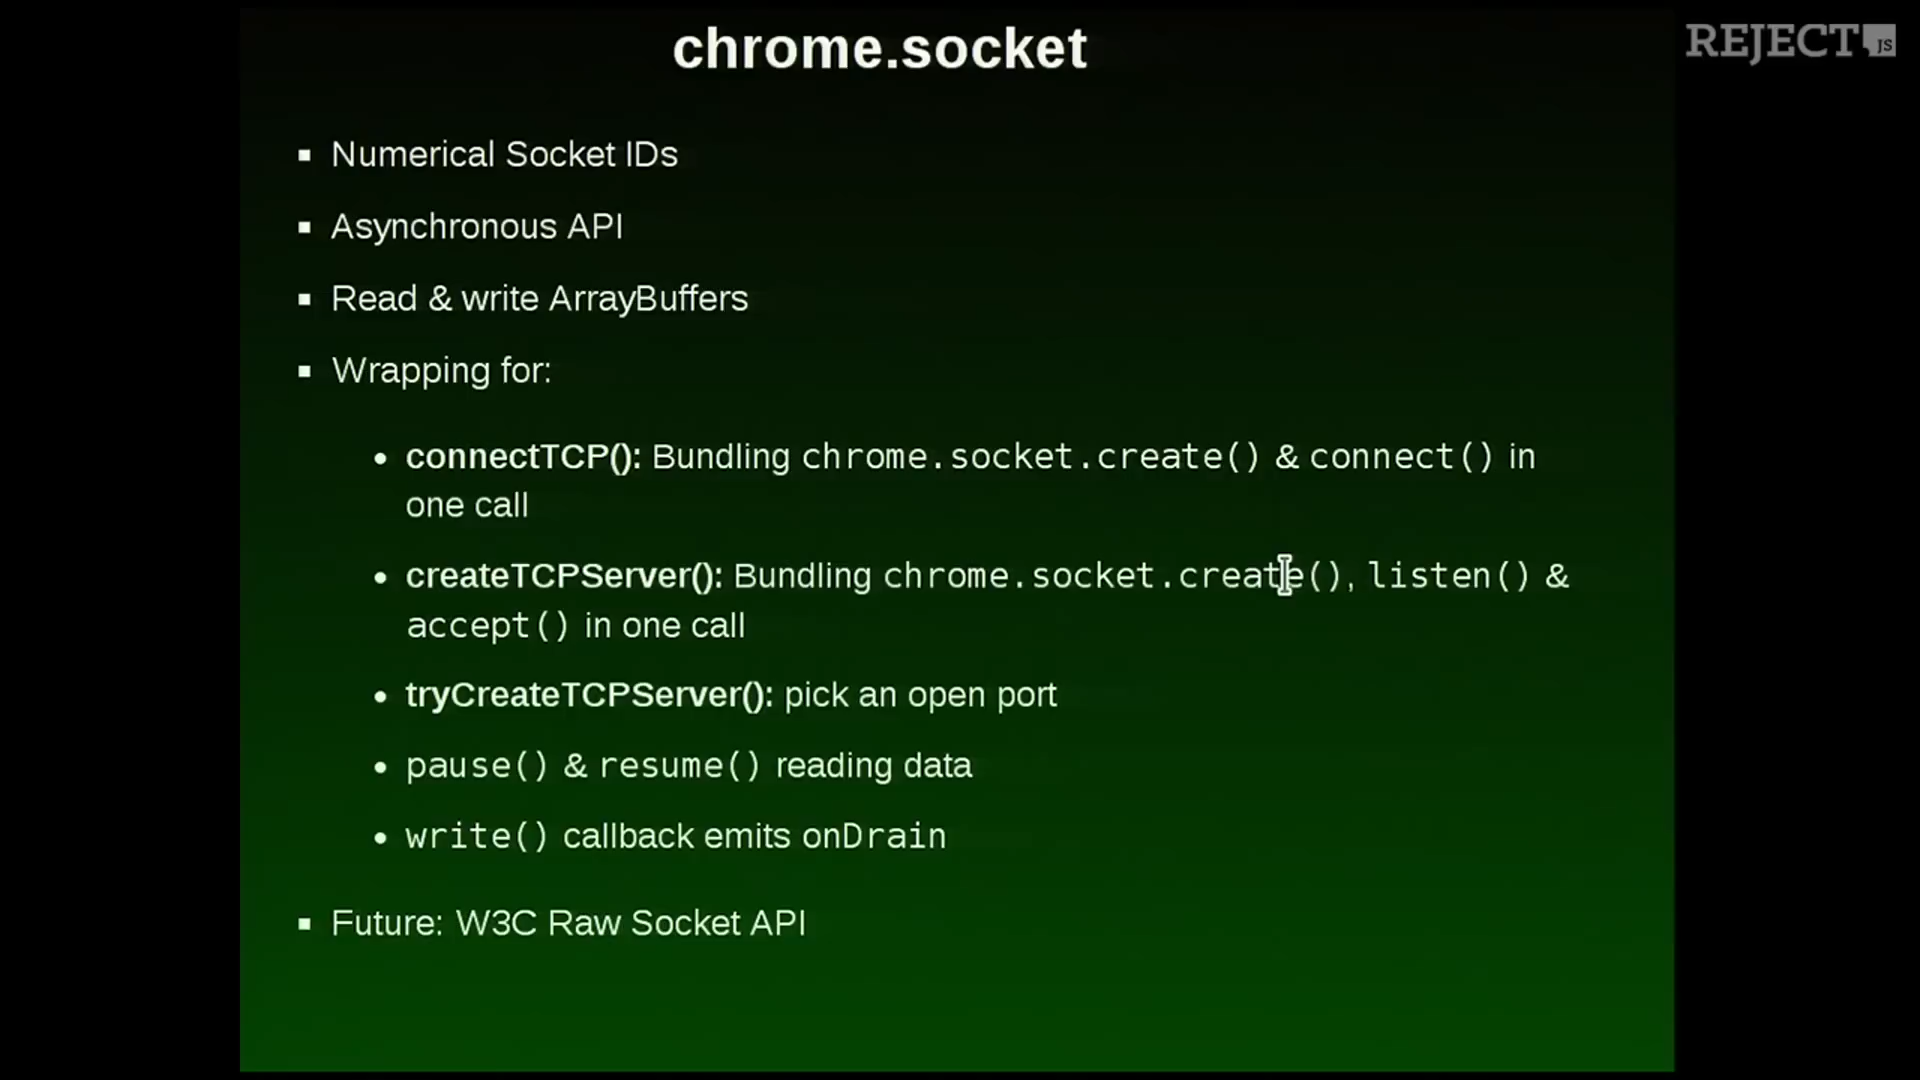 chrome.socket
REJECT JS
Numerical Socket IDs
Asynchronous API
Read & write ArrayBuffers
Wrapping for:
connectTCP(): Bundling chrome.socket.create() & connect() in
one call
createTCPServer(): Bundling chrome.socket.create(), listen() &
accept() in one call
tryCreateTCPServer(): pick an open port
pause() & resume() reading data
write() callback emits onDrain
Future: W3C Raw Socket API